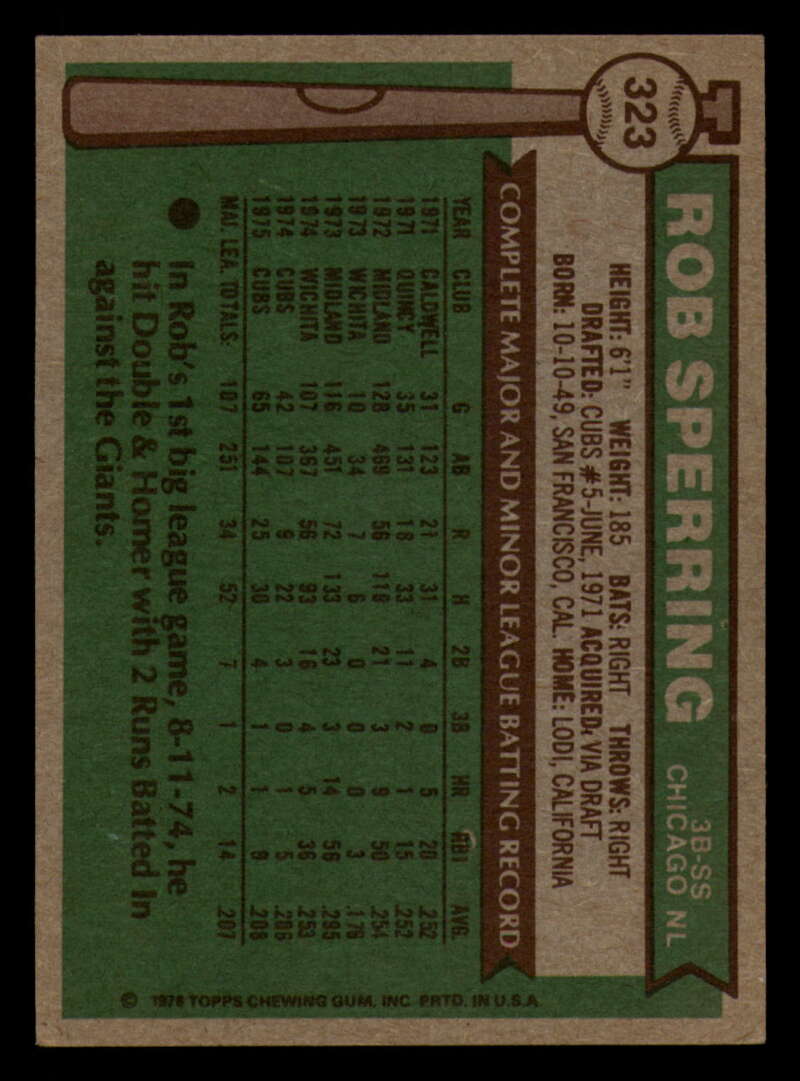 323
ROB SPERRING
3B-SS
CHICAGO NL
HEIGHT: 6'1" WEIGHT: 185 BATS: RIGHT THROWS: RIGHT
DRAFTED: CUBS #5-JUNE, 1971 ACQUIRED: VIA DRAFT
BORN: 10-10-49, SAN FRANCISCO, CAL. HOME: LODI, CALIFORNIA
COMPLETE MAJOR AND MINOR LEAGUE BATTING RECORD
YEAR CLUB G AB R H 2B 3B HR RBI AVG.
1971 CALDWELL 31 123 21 31 4 0 5 20 .252
1971 QUINCY 35 131 18 33 11 2 1 15 .252
1972 MIDLAND 128 469 56 119 21 3 9 50 .254
1973 WICHITA 10 34 7 6 0 0 0 3 .176
1973 MIDLAND 116 451 72 133 23 3 14 56 .295
1974 WICHITA 107 367 56 93 16 4 5 36 .253
1974 CUBS 42 107 9 22 3 0 1 5 .206
1975 CUBS 65 144 25 30 4 1 1 9 .208
MAJ. LEA. TOTALS: 107 251 34 52 7 1 2 14 .207
In Rob's 1st big league game, 8-11-74, he
hit Double & Homer with 2 Runs Batted In
against the Giants.
© 1976 TOPPS CHEWING GUM, INC. PRTD. IN U.S.A.